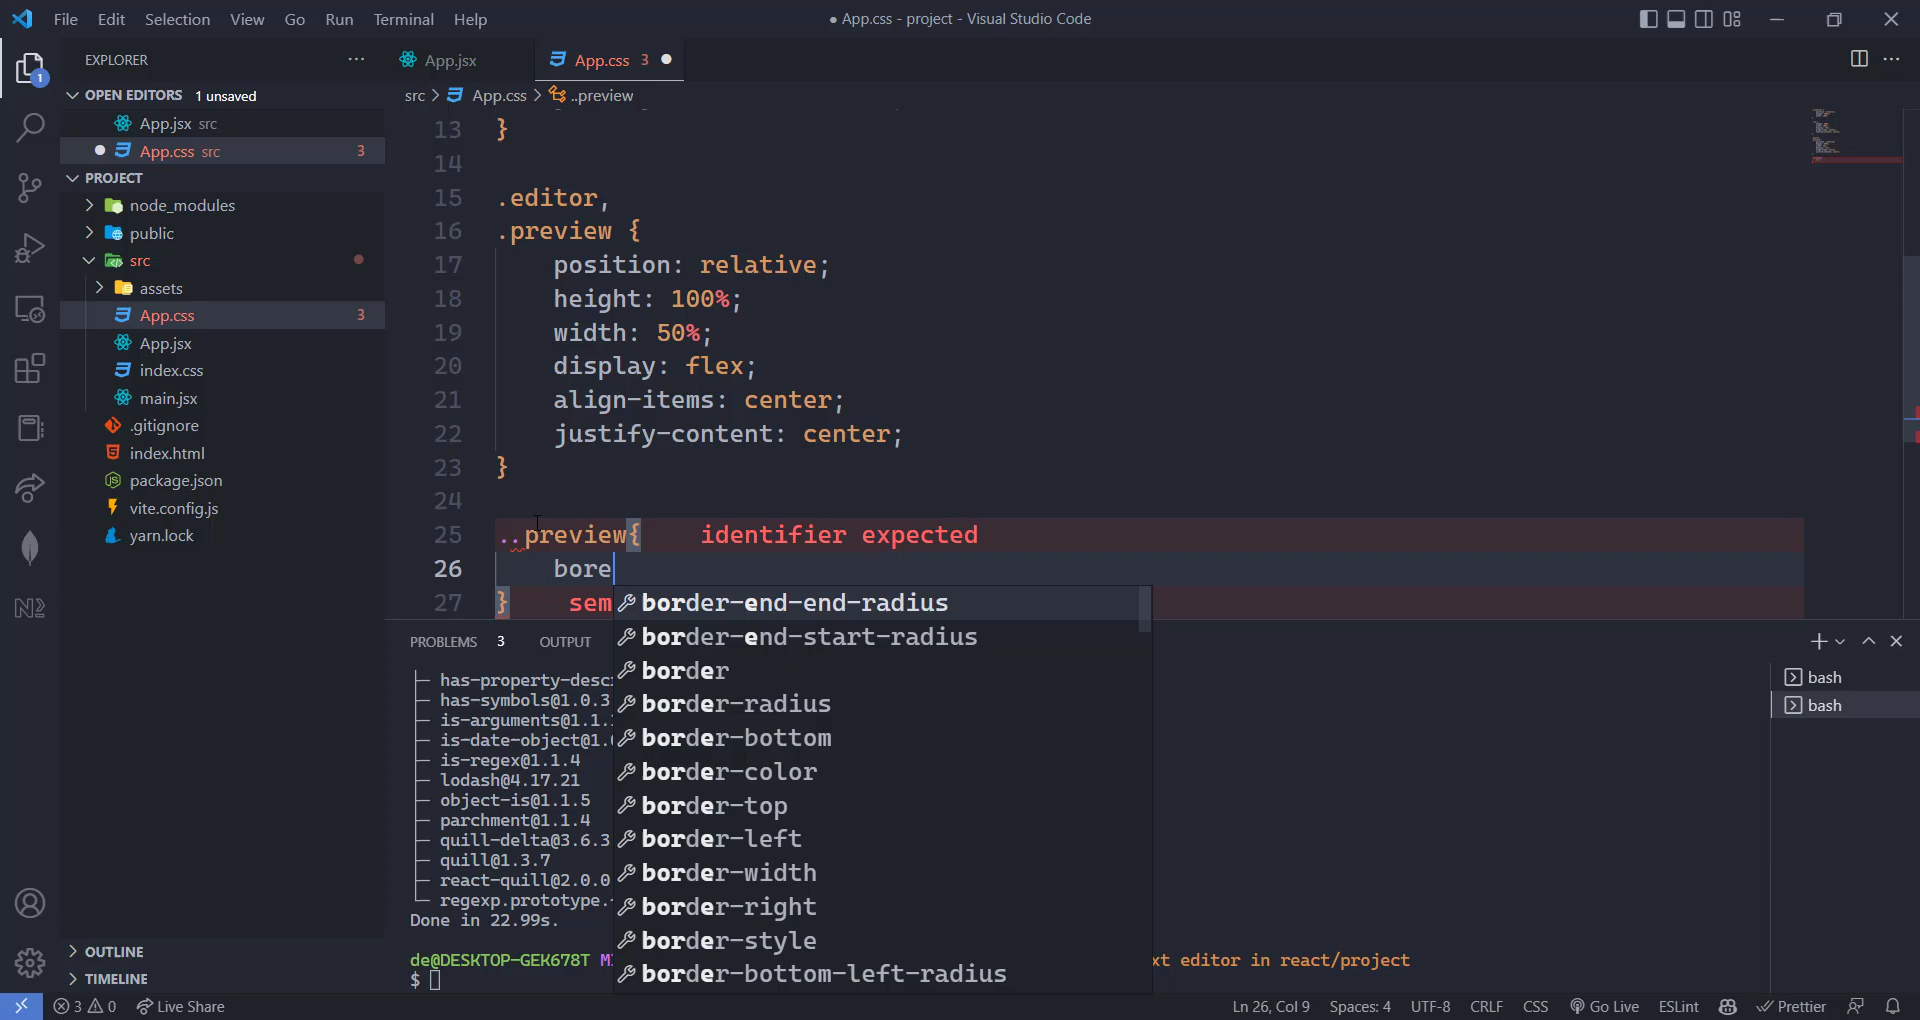 File Edit Selection View Go Run Terminal Help
● App.css - project - Visual Studio Code
EXPLORER
App.jsx
App.css 3
OPEN EDITORS 1 unsaved
src > App.css > ..preview
App.jsx src
App.css src 3
PROJECT
node_modules
public
src
assets
App.css 3
App.jsx
index.css
main.jsx
.gitignore
index.html
package.json
vite.config.js
yarn.lock
OUTLINE
TIMELINE
1
13 }
14
15 .editor,
16 .preview {
17 position: relative;
18 height: 100%;
19 width: 50%;
20 display: flex;
21 align-items: center;
22 justify-content: center;
23 }
24
25 ..preview{ identifier expected
26 bore
27 } sem
border-end-end-radius
border-end-start-radius
border
border-radius
border-bottom
border-color
border-top
border-left
border-width
border-right
border-style
border-bottom-left-radius
PROBLEMS 3 OUTPUT
├─ has-property-desc
├─ has-symbols@1.0.3
├─ is-arguments@1.1.
├─ is-date-object@1.
├─ is-regex@1.1.4
├─ lodash@4.17.21
├─ object-is@1.1.5
├─ parchment@1.1.4
├─ quill-delta@3.6.3
├─ quill@1.3.7
├─ react-quill@2.0.0
└─ regexp.prototype.
Done in 22.99s.
de@DESKTOP-GEK678T M xt editor in react/project
$
bash
bash
3 0 Live Share
Ln 26, Col 9 Spaces: 4 UTF-8 CRLF CSS Go Live ESLint Prettier